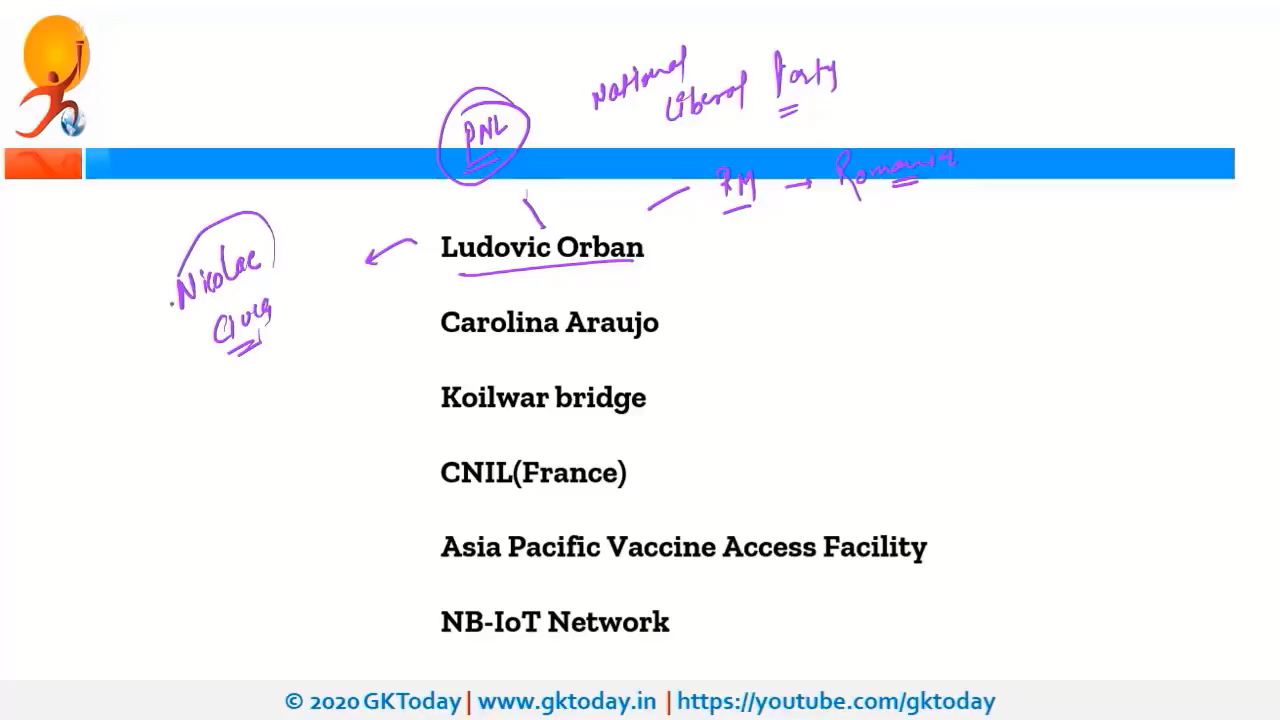 National
Liberal Party
PNL
PM → Romania
Nicolae
Ludovic Orban
Carolina Araujo
Koilwar bridge
CNIL(France)
Asia Pacific Vaccine Access Facility
NB-IoT Network
© 2020 GKToday | www.gktoday.in | https://youtube.com/gktoday